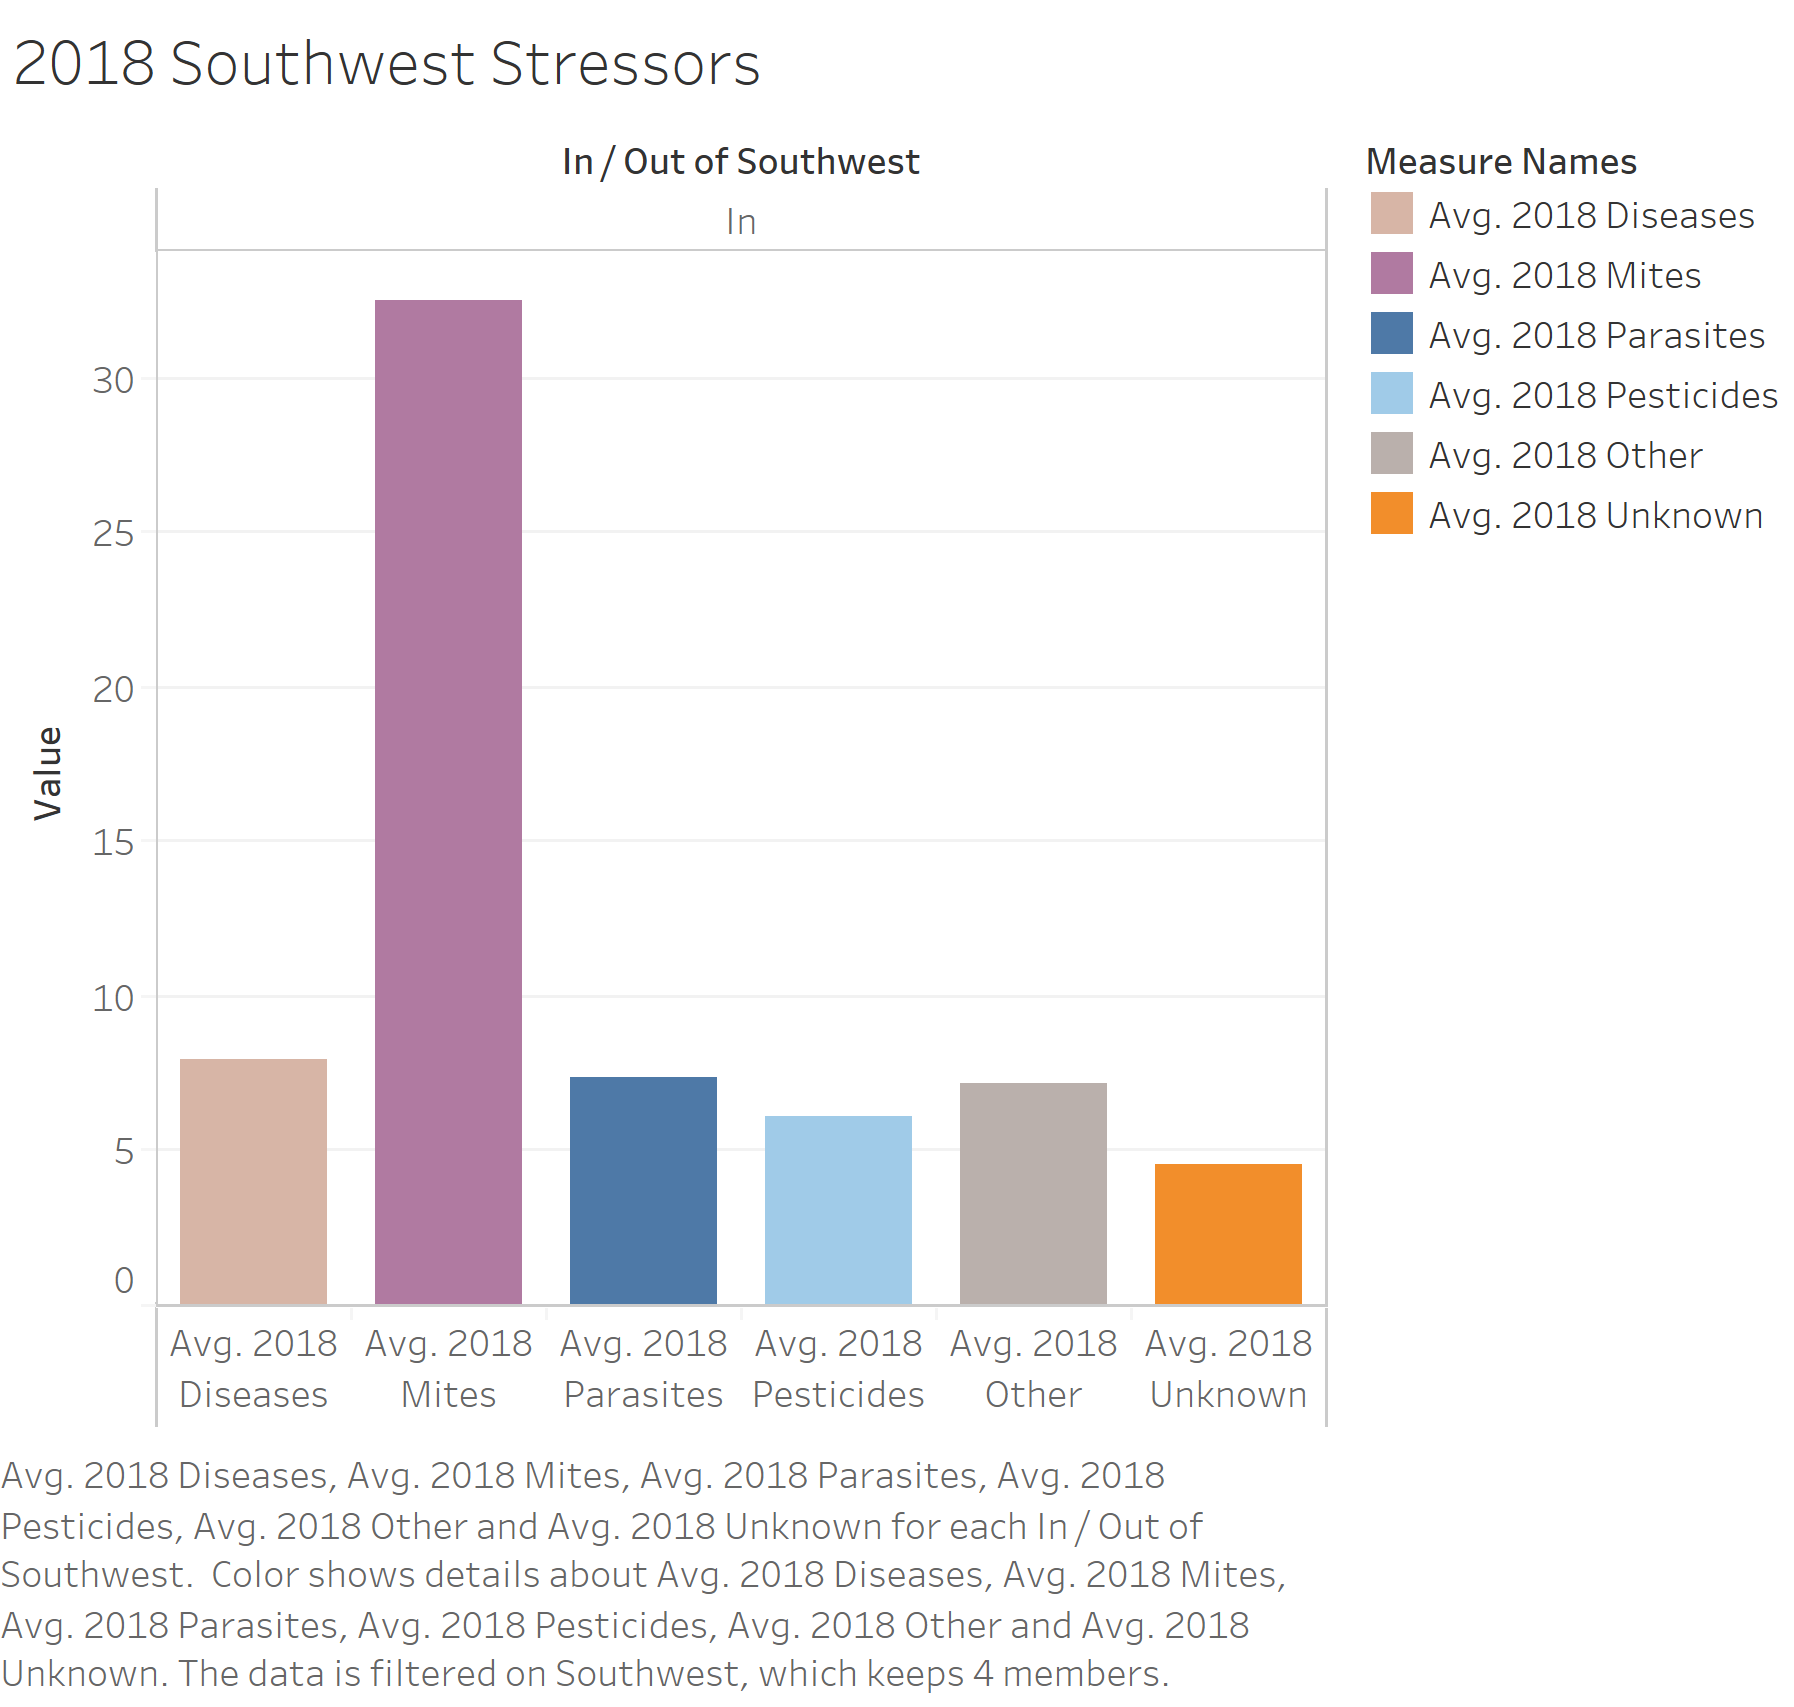 2018 Southwest Stressors
In / Out of Southwest
In
Measure Names
Avg. 2018 Diseases
Avg. 2018 Mites
Avg. 2018 Parasites
Avg. 2018 Pesticides
Avg. 2018 Other
Avg. 2018 Unknown
Value
30
25
20
15
10
5
0
Avg. 2018
Diseases
Avg. 2018
Mites
Avg. 2018
Parasites
Avg. 2018
Pesticides
Avg. 2018
Other
Avg. 2018
Unknown
Avg. 2018 Diseases, Avg. 2018 Mites, Avg. 2018 Parasites, Avg. 2018
Pesticides, Avg. 2018 Other and Avg. 2018 Unknown for each In / Out of
Southwest.  Color shows details about Avg. 2018 Diseases, Avg. 2018 Mites,
Avg. 2018 Parasites, Avg. 2018 Pesticides, Avg. 2018 Other and Avg. 2018
Unknown. The data is filtered on Southwest, which keeps 4 members.